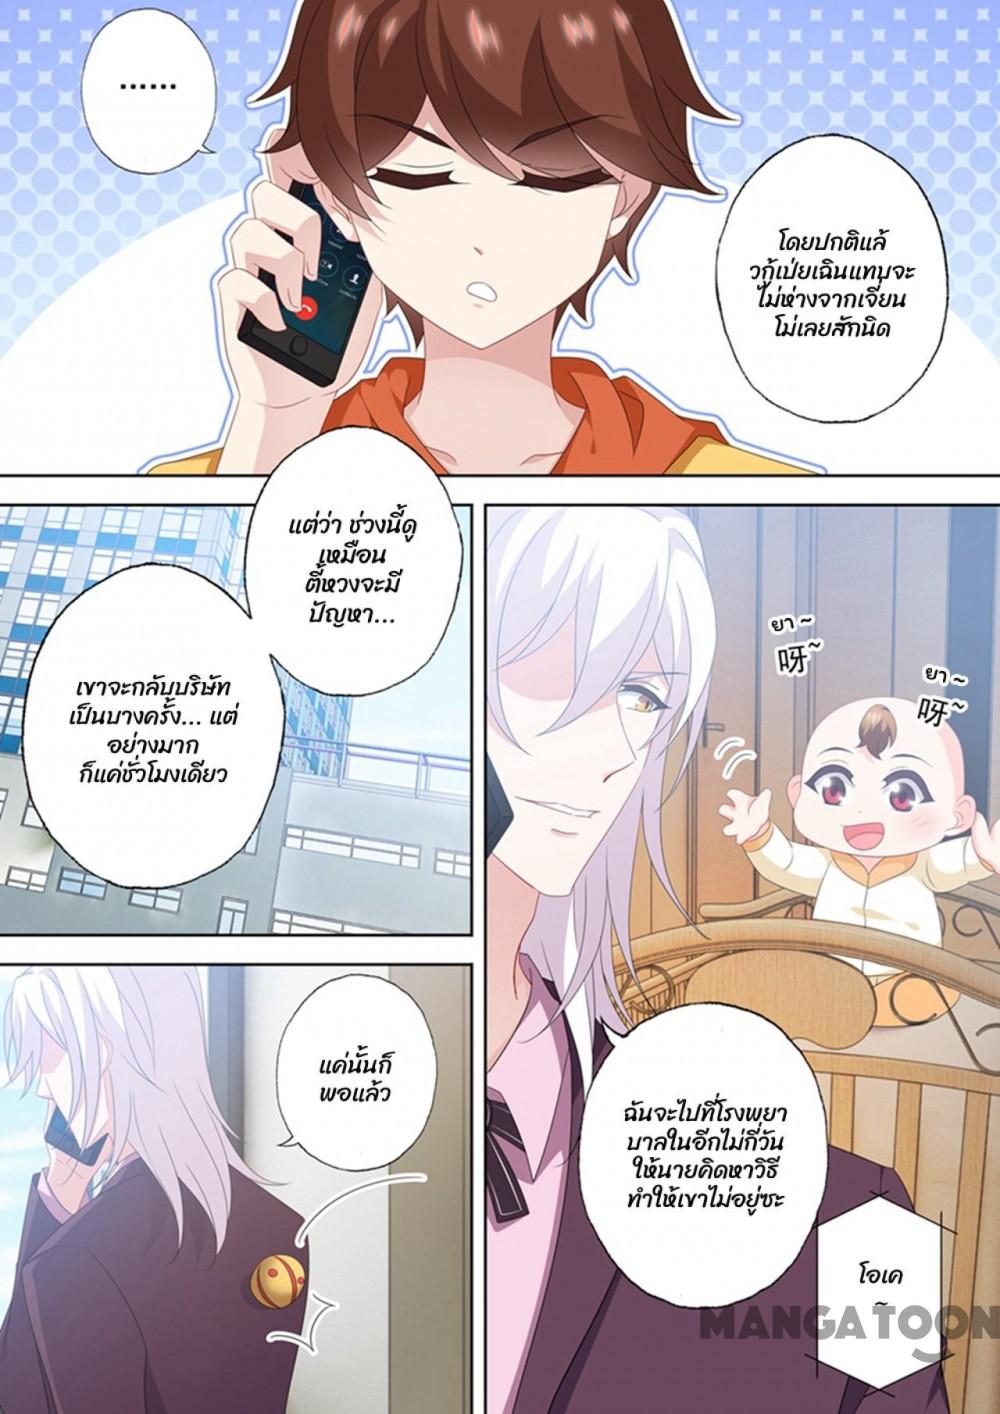 ......
โดยปกติแล้
วกู้เป่ยเฉินแทบจะ
ไม่ห่างจากเจี่ยน
โม่เลยสักนิด
แต่ว่า ช่วงนี้ดู
เหมือน
ตี้หวงจะมี
ปัญหา...
เขาจะกลับบริษัท
เป็นบางครั้ง... แต่
อย่างมาก
ก็แค่ชั่วโมงเดียว
ยา ~
呀~
ยา ~
呀~
แค่นั้นก็
พอแล้ว
ฉันจะไปที่โรงพยา
บาลในอีกไม่กี่วัน
ให้นายคิดหาวิธี
ทำให้เขาไม่อยู่ซะ
โอเค
~
MANGATOON